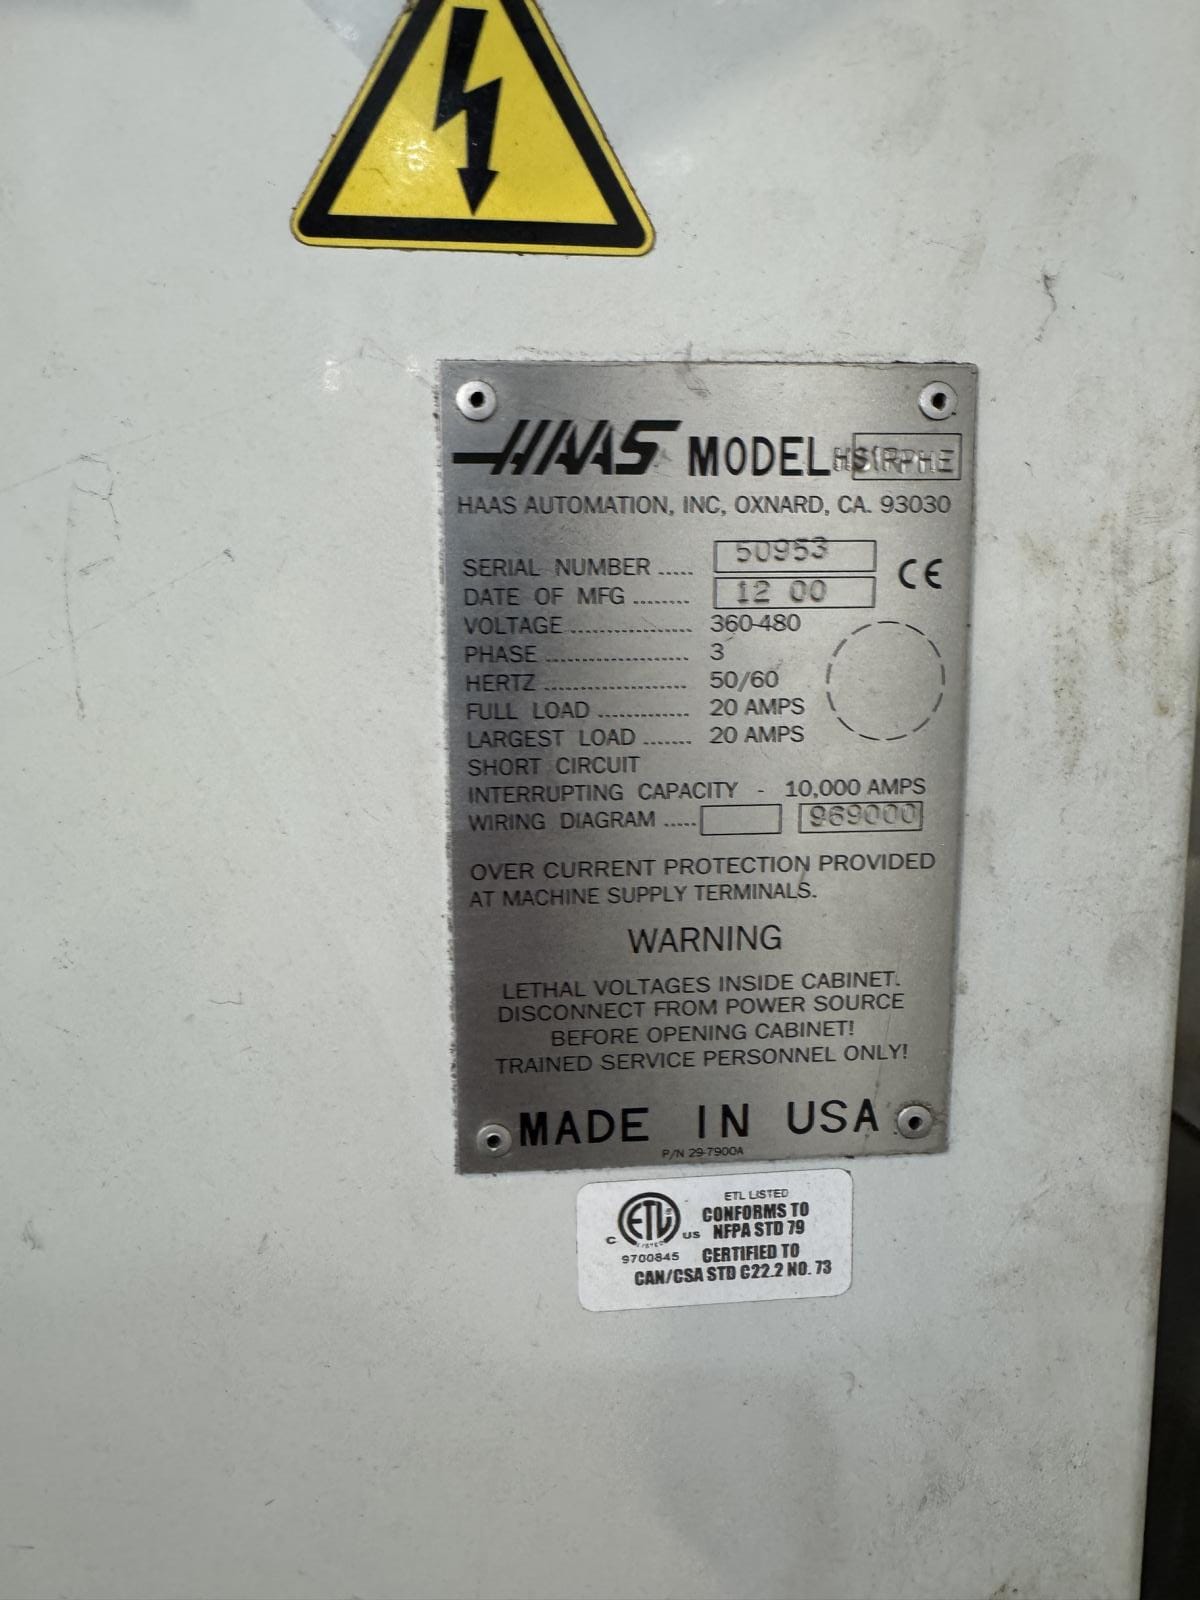 HAAS MODEL
HAAS AUTOMATION, INC, OXNARD, CA. 93030
SERIAL NUMBER ..... 50953
CE
DATE OF MFG ........ 12 00
VOLTAGE ................. 360-480
PHASE .................... 3
HERTZ .................... 50/60
FULL LOAD ............. 20 AMPS
LARGEST LOAD ....... 20 AMPS
SHORT CIRCUIT
INTERRUPTING CAPACITY - 10,000 AMPS
WIRING DIAGRAM ..... 969000
OVER CURRENT PROTECTION PROVIDED
AT MACHINE SUPPLY TERMINALS.
WARNING
LETHAL VOLTAGES INSIDE CABINET.
DISCONNECT FROM POWER SOURCE
BEFORE OPENING CABINET!
TRAINED SERVICE PERSONNEL ONLY!
MADE IN USA
P/N 29-7900A
ETL LISTED
CONFORMS TO
C ETL US NFPA STD 79
9700845 CERTIFIED TO
CAN/CSA STD C22.2 NO. 73